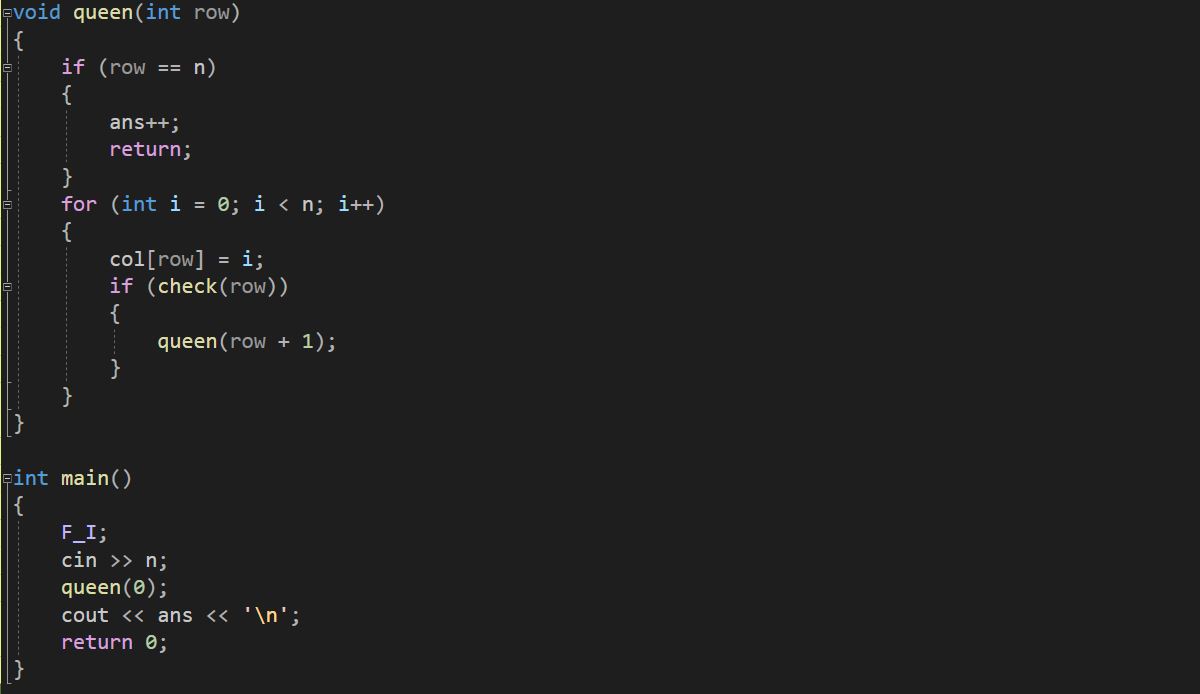 void queen(int row)
{
    if (row == n)
    {
        ans++;
        return;
    }
    for (int i = 0; i < n; i++)
    {
        col[row] = i;
        if (check(row))
        {
            queen(row + 1);
        }
    }
}

int main()
{
    F_I;
    cin >> n;
    queen(0);
    cout << ans << '\n';
    return 0;
}